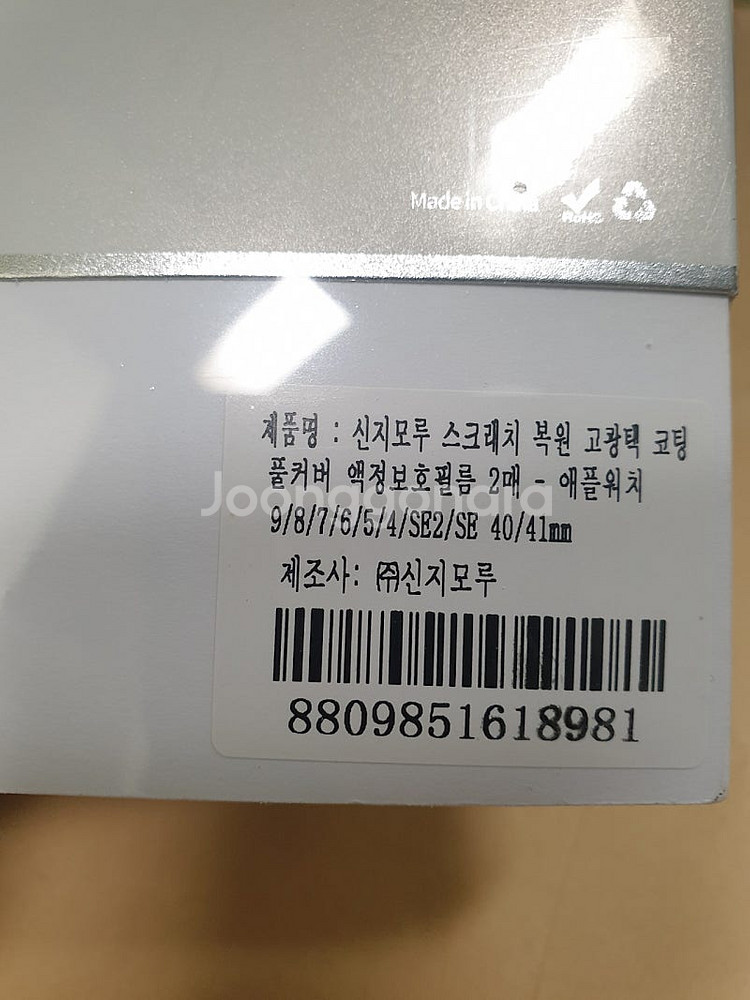 Made in China
RoHS
제품명 : 신지모루 스크래치 복원 고광택 코팅
풀커버 액정보호필름 2매 - 애플워치
9/8/7/6/5/4/SE2/SE 40/41mm
Joonggonara
제조사: ㈜신지모루
8809851618981